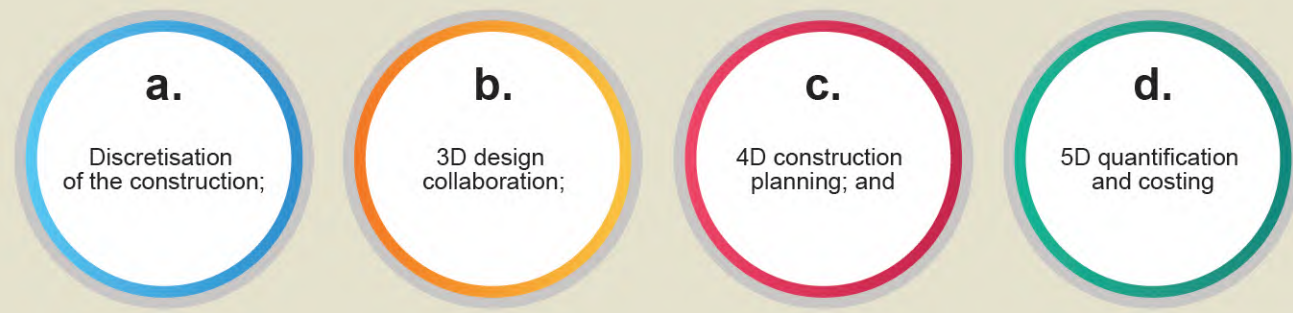 a.
Discretisation
of the construction;
b.
3D design
collaboration;
c.
4D construction
planning; and
d.
5D quantification
and costing